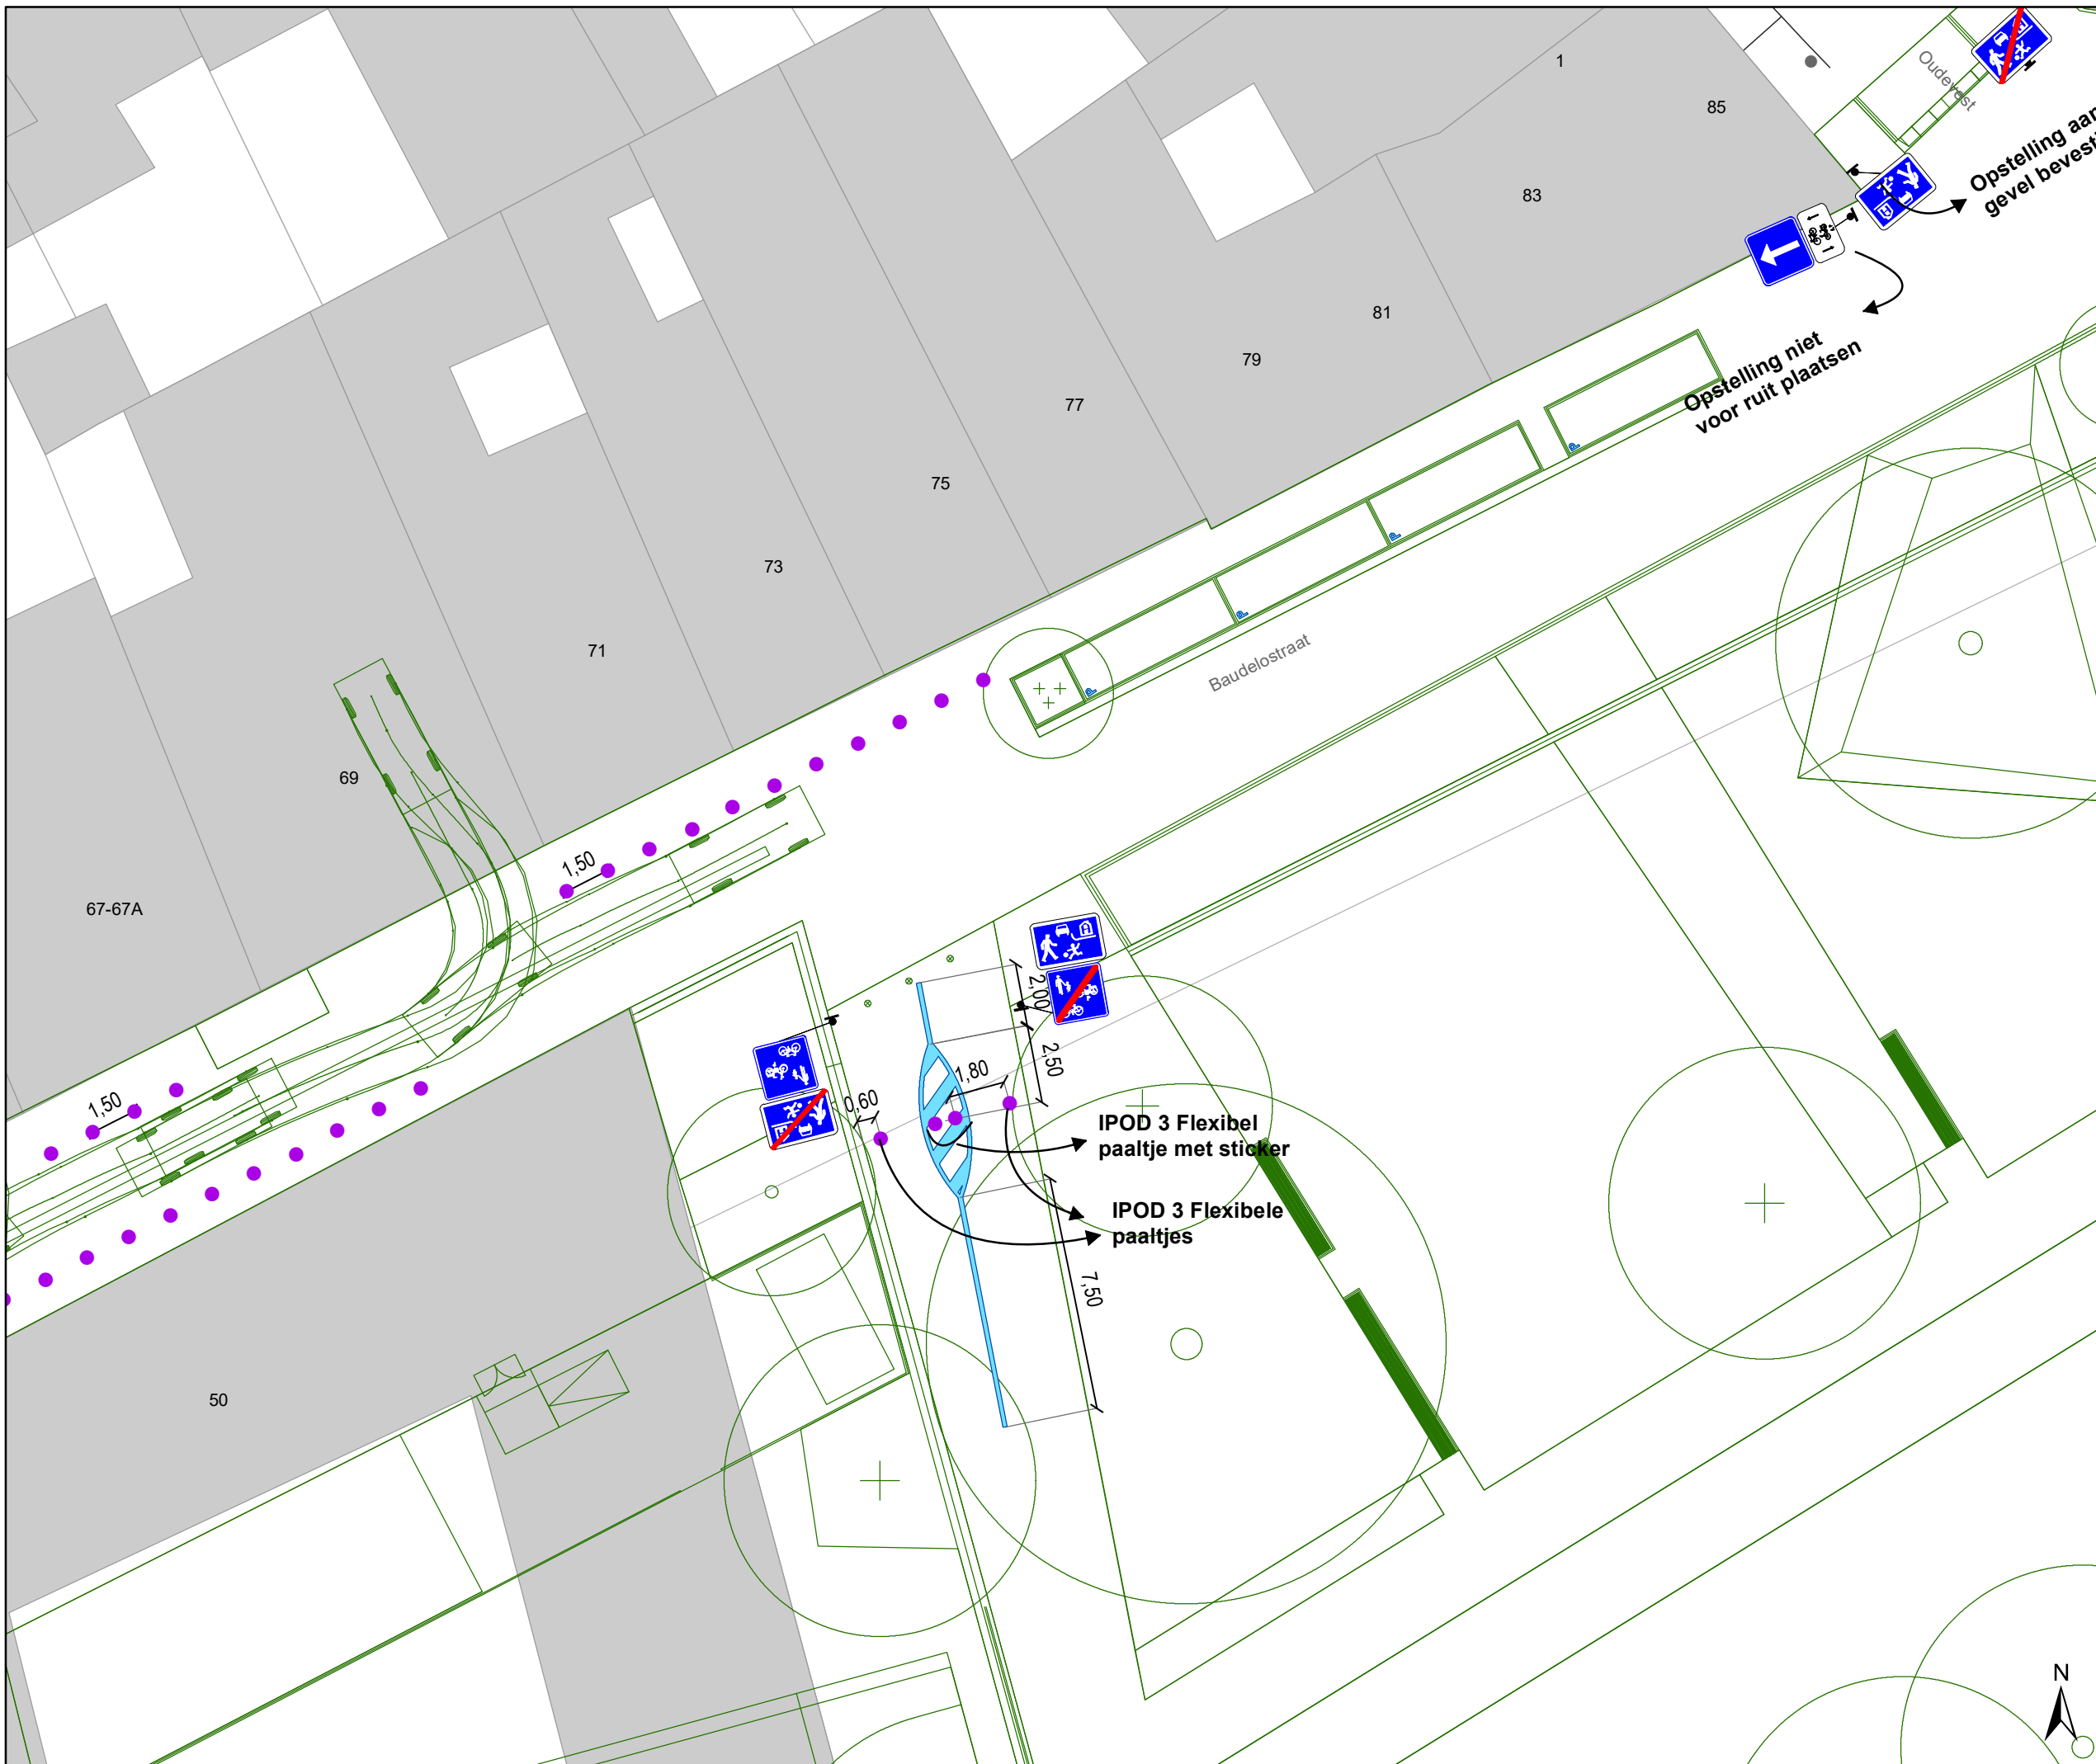 1
85
Oudevest
Opstelling aan
gevel bevest
83
81
79
Opstelling niet
voor ruit plaatsen
77
75
P
P
P
P
73
Baudelostraat
71
69
1,50
67-67A
2,00
2,50
1,80
0,60
1,50
IPOD 3 Flexibel
paaltje met sticker
IPOD 3 Flexibele
paaltjes
7,50
50
N